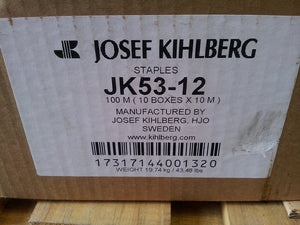 JOSEF KIHLBERG
STAPLES
JK53-12
100 M ( 10 BOXES X 10 M )
MANUFACTURED BY
JOSEF KIHLBERG, HJO
SWEDEN
www.kihlberg.com
17317144001320
WEIGHT 19.74 kg / 43.48 lbs